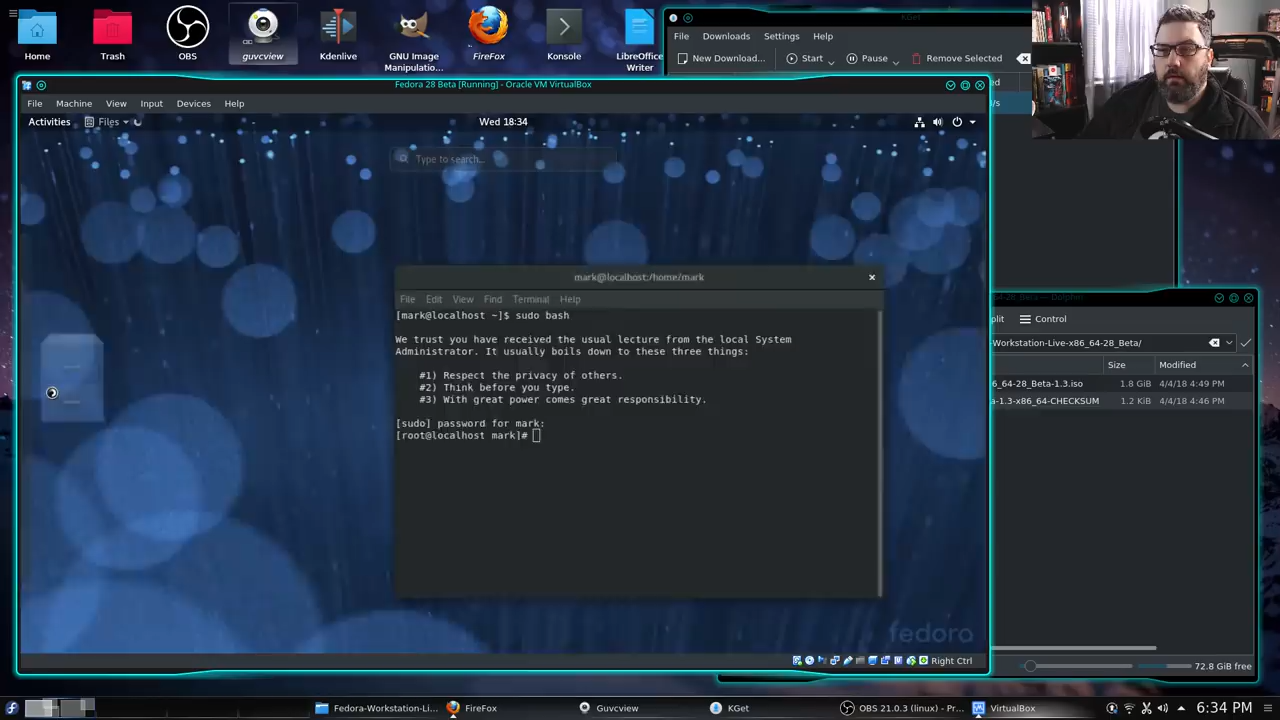 Home
Trash
OBS
guvcview
Kdenlive
GNU Image
Manipulatio...
FireFox
Konsole
LibreOffice
Writer
KGet
File Downloads Settings Help
New Download... Start Pause Remove Selected
Fedora 28 Beta [Running] - Oracle VM VirtualBox
File Machine View Input Devices Help
Activities Files Wed 18:34
Type to search...
mark@localhost:/home/mark
File Edit View Find Terminal Help
[mark@localhost ~]$ sudo bash
We trust you have received the usual lecture from the local System
Administrator. It usually boils down to these three things:
#1) Respect the privacy of others.
#2) Think before you type.
#3) With great power comes great responsibility.
[sudo] password for mark:
[root@localhost mark]#
fedora
Right Ctrl
64-28_Beta — Dolphin
plit Control
Workstation-Live-x86_64-28_Beta/
Size Modified
6_64-28_Beta-1.3.iso 1.8 GiB 4/4/18 4:49 PM
a-1.3-x86_64-CHECKSUM 1.2 KiB 4/4/18 4:46 PM
72.8 GiB free
Fedora-Workstation-Li... FireFox Guvcview KGet OBS 21.0.3 (linux) - Pr... VirtualBox 6:34 PM